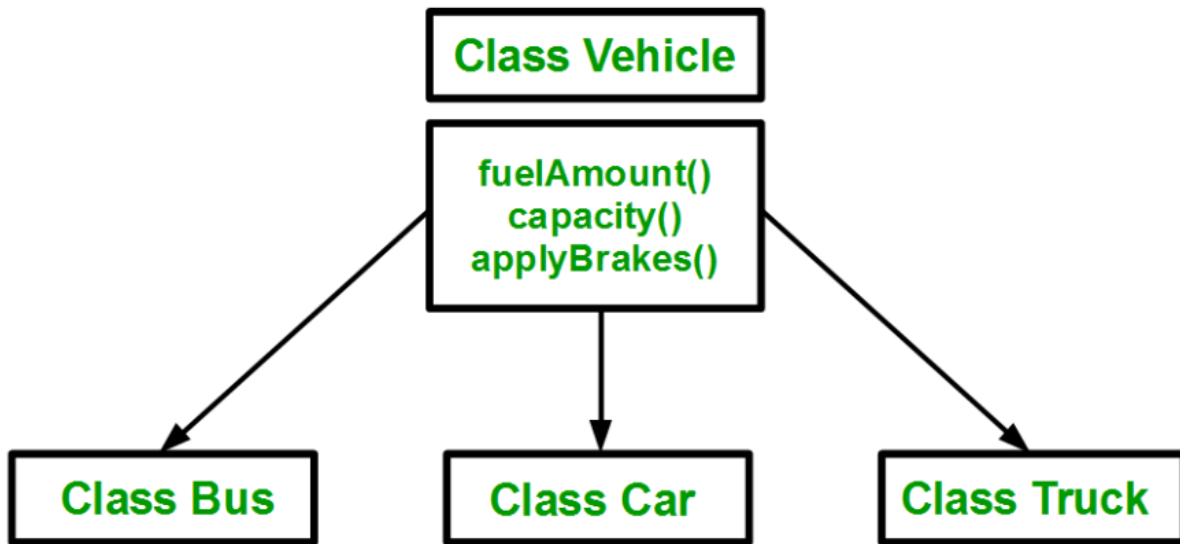 Class Vehicle
fuelAmount()
capacity()
applyBrakes()
Class Bus
Class Car
Class Truck